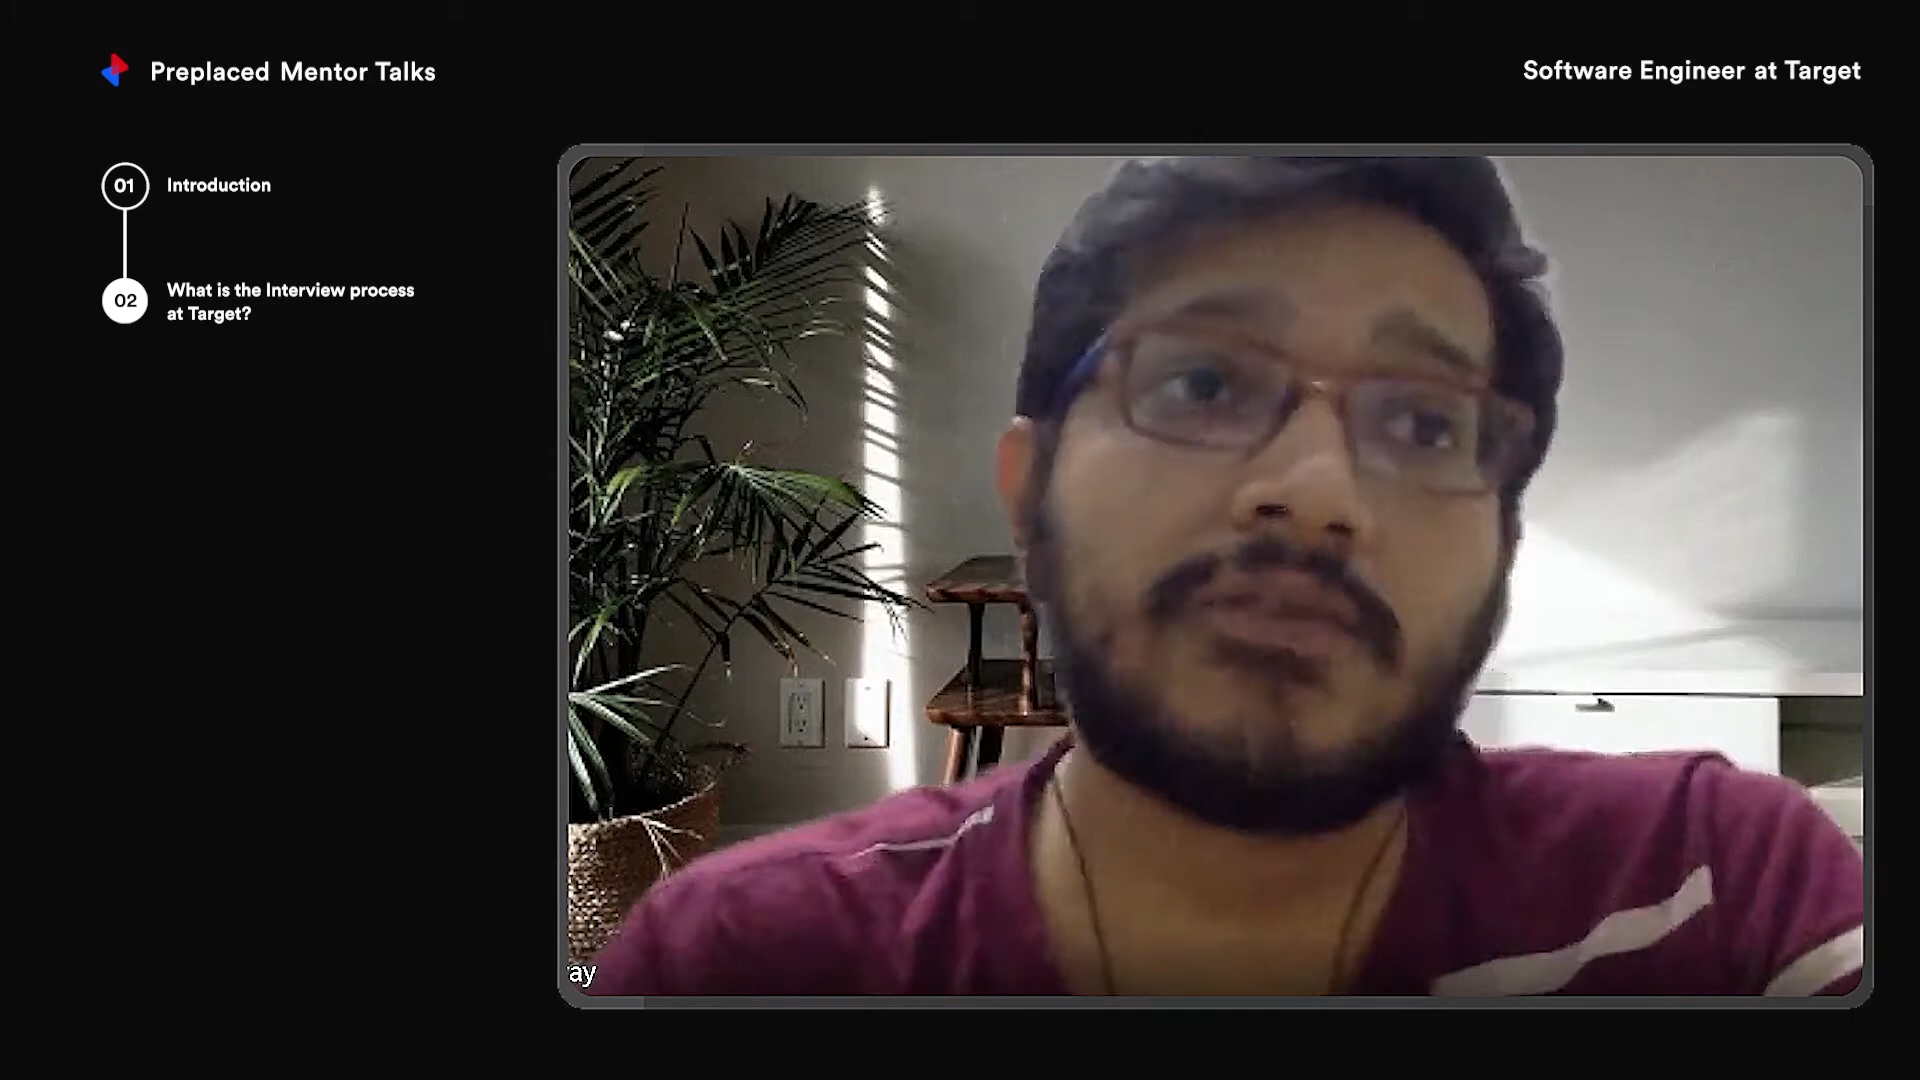 Preplaced Mentor Talks
Software Engineer at Target
01
Introduction
02
What is the Interview process
at Target?
ay